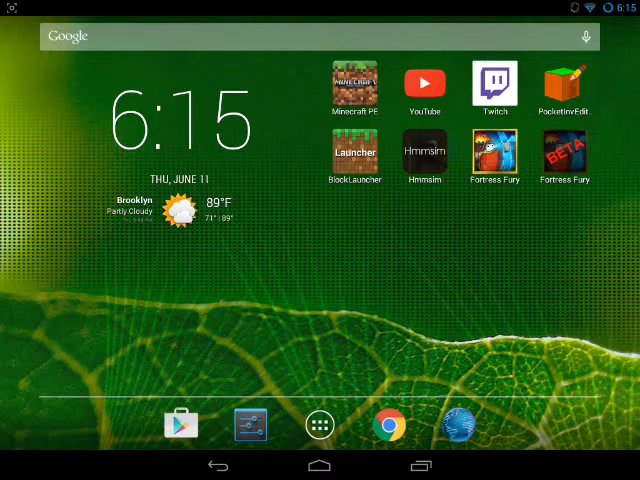 6:15
Google
6:15
THU, JUNE 11
Brooklyn
Partly Cloudy
89°F
71° | 89°
MINECRAFT
Minecraft PE
YouTube
Twitch
PocketInvEdit..
Launcher
BlockLauncher
Hmmsim
Hmmsim
Fortress Fury
BETA
Fortress Fury